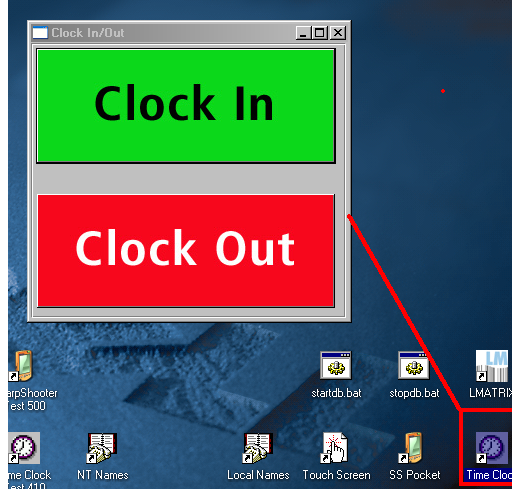 Clock In/Out
Clock In
Clock Out
arpShooter
est 500
startdb.bat
stopdb.bat
LMATRIX
me Clock
est 410
NT Names
Local Names
Touch Screen
SS Pocket
Time Cloc
LM